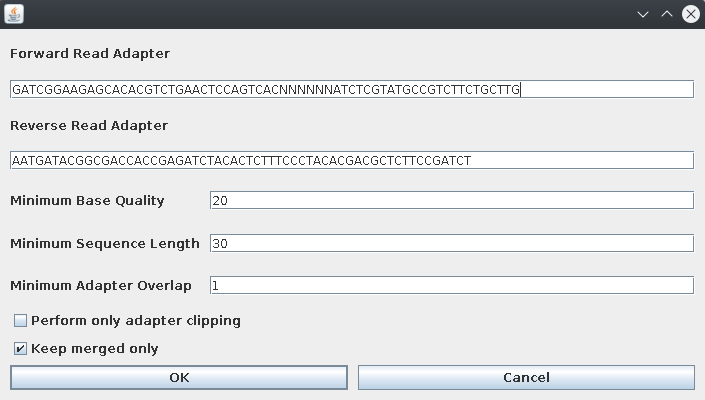 Forward Read Adapter
GATCGGAAGAGCACACGTCTGAACTCCAGTCACNNNNNNATCTCGTATGCCGTCTTCTGCTTG
Reverse Read Adapter
AATGATACGGCGACCACCGAGATCTACACTCTTTCCCTACACGACGCTCTTCCGATCT
Minimum Base Quality 20
Minimum Sequence Length 30
Minimum Adapter Overlap 1
Perform only adapter clipping
Keep merged only
OK Cancel